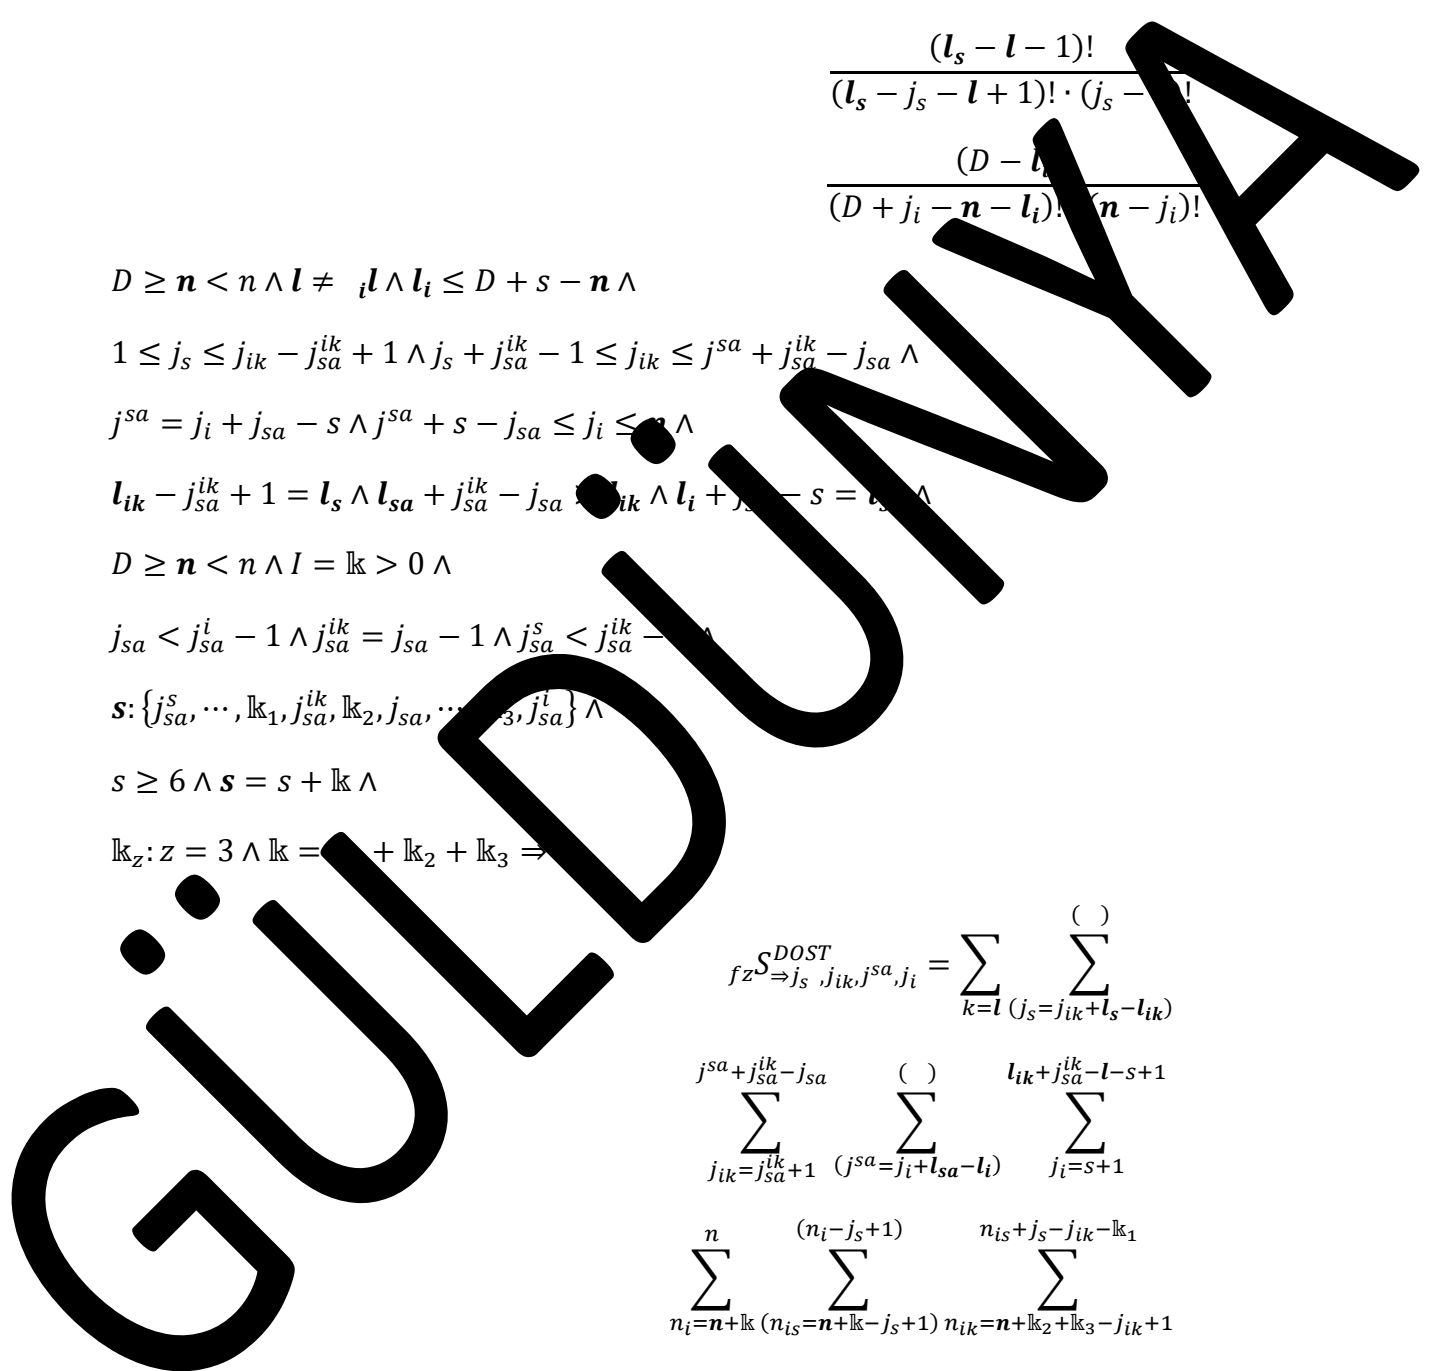 (l_s − l − 1)!
(l_s − j_s − l + 1)! · (j_s − )!
(D − l
(D + j_i − n − l_i)! (n − j_i)!
D ≥ n < n ∧ l ≠ _il ∧ l_i ≤ D + s − n ∧
1 ≤ j_s ≤ j_ik − j_sa^ik + 1 ∧ j_s + j_sa^ik − 1 ≤ j_ik ≤ j^sa + j_sa^ik − j_sa ∧
j^sa = j_i + j_sa − s ∧ j^sa + s − j_sa ≤ j_i ≤ ∧
l_ik − j_sa^ik + 1 = l_s ∧ l_sa + j_sa^ik − j_sa ik ∧ l_i + − s = ∧
D ≥ n < n ∧ I = 𝕜 > 0 ∧
j_sa < j_sa^i − 1 ∧ j_sa^ik = j_sa − 1 ∧ j_sa^s < j_sa^ik − ∧
s: {j_sa^s, ⋯ , 𝕜_1, j_sa^ik, 𝕜_2, j_sa, ⋯ 3, j_sa^i} ∧
s ≥ 6 ∧ s = s + 𝕜 ∧
𝕜_z: z = 3 ∧ 𝕜 = + 𝕜_2 + 𝕜_3 ⇒
( )
_fzS^DOST_⇒j_s ,j_ik,j^sa,j_i = ∑ ∑
k=l (j_s=j_ik+l_s−l_ik)
j^sa+j_sa^ik−j_sa ( ) l_ik+j_sa^ik−l−s+1
∑ ∑ ∑
j_ik=j_sa^ik+1 (j^sa=j_i+l_sa−l_i) j_i=s+1
n (n_i−j_s+1) n_is+j_s−j_ik−𝕜_1
∑ ∑ ∑
n_i=n+𝕜 (n_is=n+𝕜−j_s+1) n_ik=n+𝕜_2+𝕜_3−j_ik+1
GÜLDÜNYA